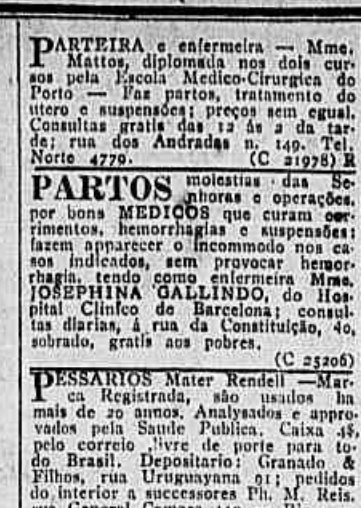 PARTEIRA e enfermeira — Mme.
Mattos, diplomada nos dois cur-
sos pela Escola Medico-Cirurgica do
Porto — Faz partos, tratamento do
utero e suspensões; preços sem egual.
Consultas gratis das 12 ás 2 da tar-
de; rua dos Andradas n. 149. Tel.
Norte 4779. (C 21978) R
PARTOS molestias das Se-
nhoras e operações,
por bons MEDICOS que curam cor-
rimentos, hemorrhagias e suspensões;
fazem apparecer o incommodo nos ca-
sos indicados, sem provocar hemor-
rhagia, tendo como enfermeira Mme.
JOSEPHINA GALLINDO, do Hos-
pital Clinico de Barcelona; consul-
tas diarias, á rua da Constituição, 40,
sobrado, gratis aos pobres.
(C 25206)
PESSARIOS Mater Rendell —Mar-
ca Registrada, são usados ha
mais de 20 annos. Analysados e appro-
vados pela Saude Publica. Caixa 4$,
pelo correio livre de porte para to-
do Brasil. Depositario: Granado &
Filhos, rua Uruguayana 91; pedidos
do interior a successores Ph. M. Reis,
rua General Camara